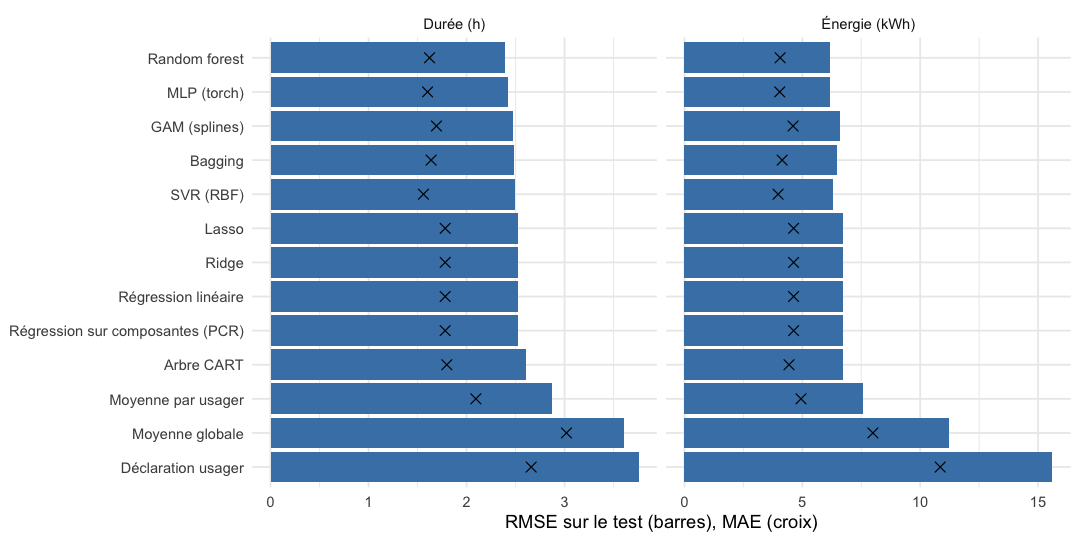 Durée (h) Énergie (kWh)
Random forest
MLP (torch)
GAM (splines)
Bagging
SVR (RBF)
Lasso
Ridge
Régression linéaire
Régression sur composantes (PCR)
Arbre CART
Moyenne par usager
Moyenne globale
Déclaration usager
0 1 2 3 0 5 10 15
RMSE sur le test (barres), MAE (croix)